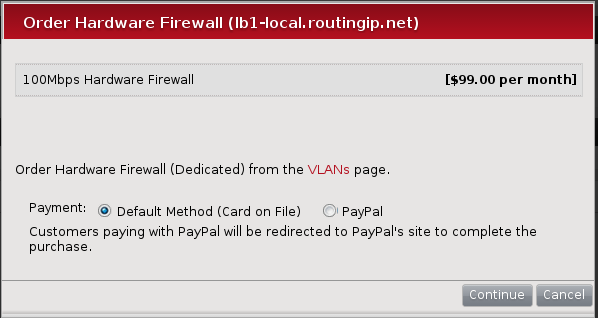 Order Hardware Firewall (lb1-local.routingip.net)
100Mbps Hardware Firewall [$99.00 per month]
Order Hardware Firewall (Dedicated) from the VLANs page.
Payment: Default Method (Card on File) PayPal
Customers paying with PayPal will be redirected to PayPal's site to complete the
purchase.
Continue Cancel